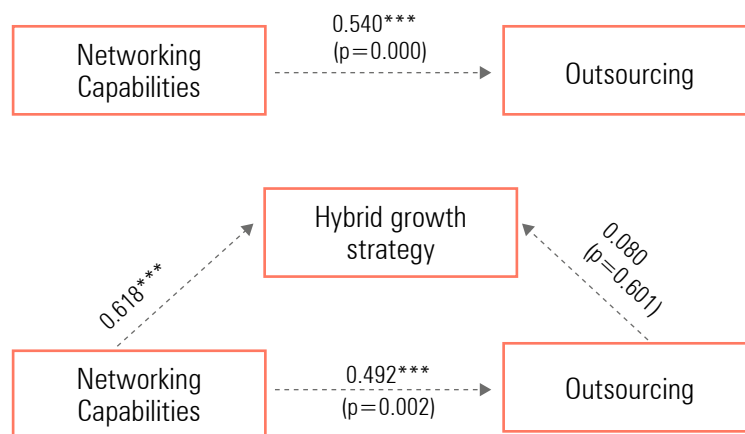 0.540***
(p=0.000)
Networking
Capabilities
Outsourcing
Hybrid growth
strategy
0.618***
0.080
(p=0.601)
Networking
Capabilities
0.492***
(p=0.002)
Outsourcing